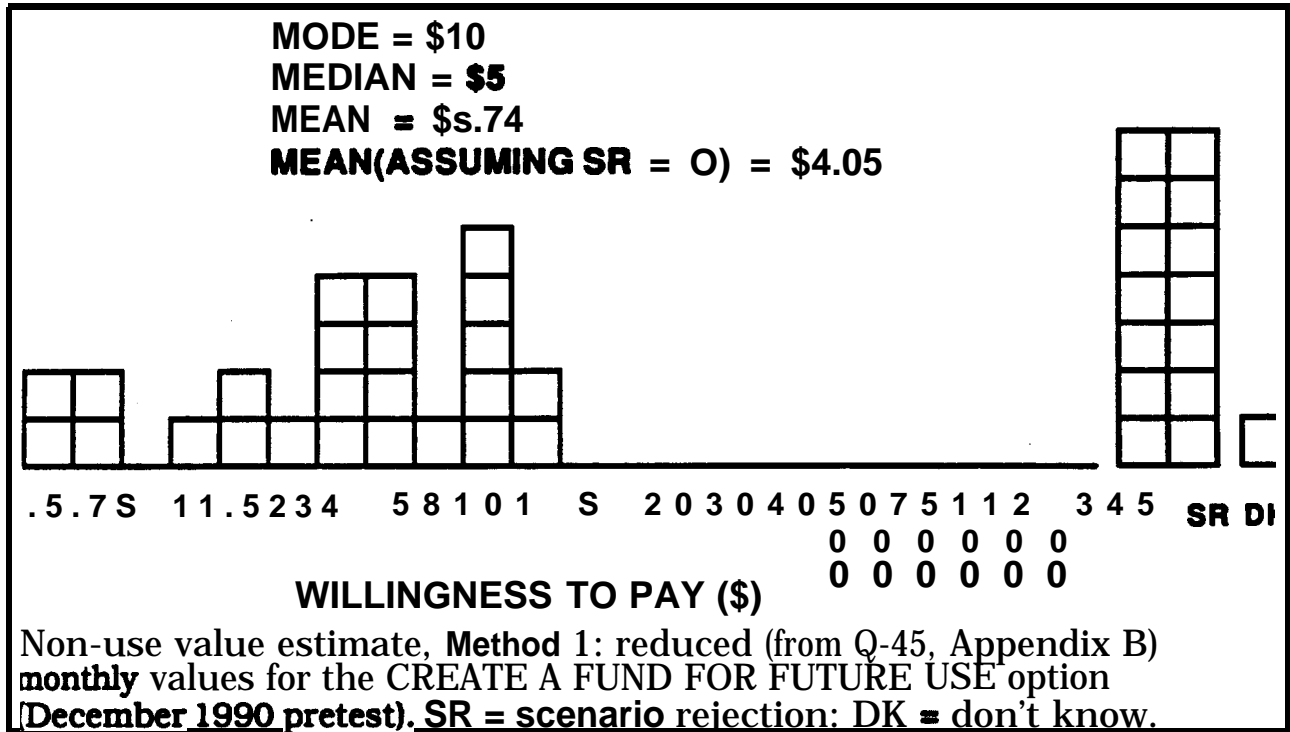 MODE = $10
MEDIAN = $5
MEAN = $s.74
MEAN(ASSUMING SR = O) = $4.05
.5.7S 11.5234 58101 S 2030405075112 345 SR
0 0 0 0 0 0
0 0 0 0 0 0
WILLINGNESS TO PAY ($)
Non-use value estimate, Method 1: reduced (from Q-45, Appendix B)
monthly values for the CREATE A FUND FOR FUTURE USE option
(December 1990 pretest). SR = scenario rejection: DK = don't know.